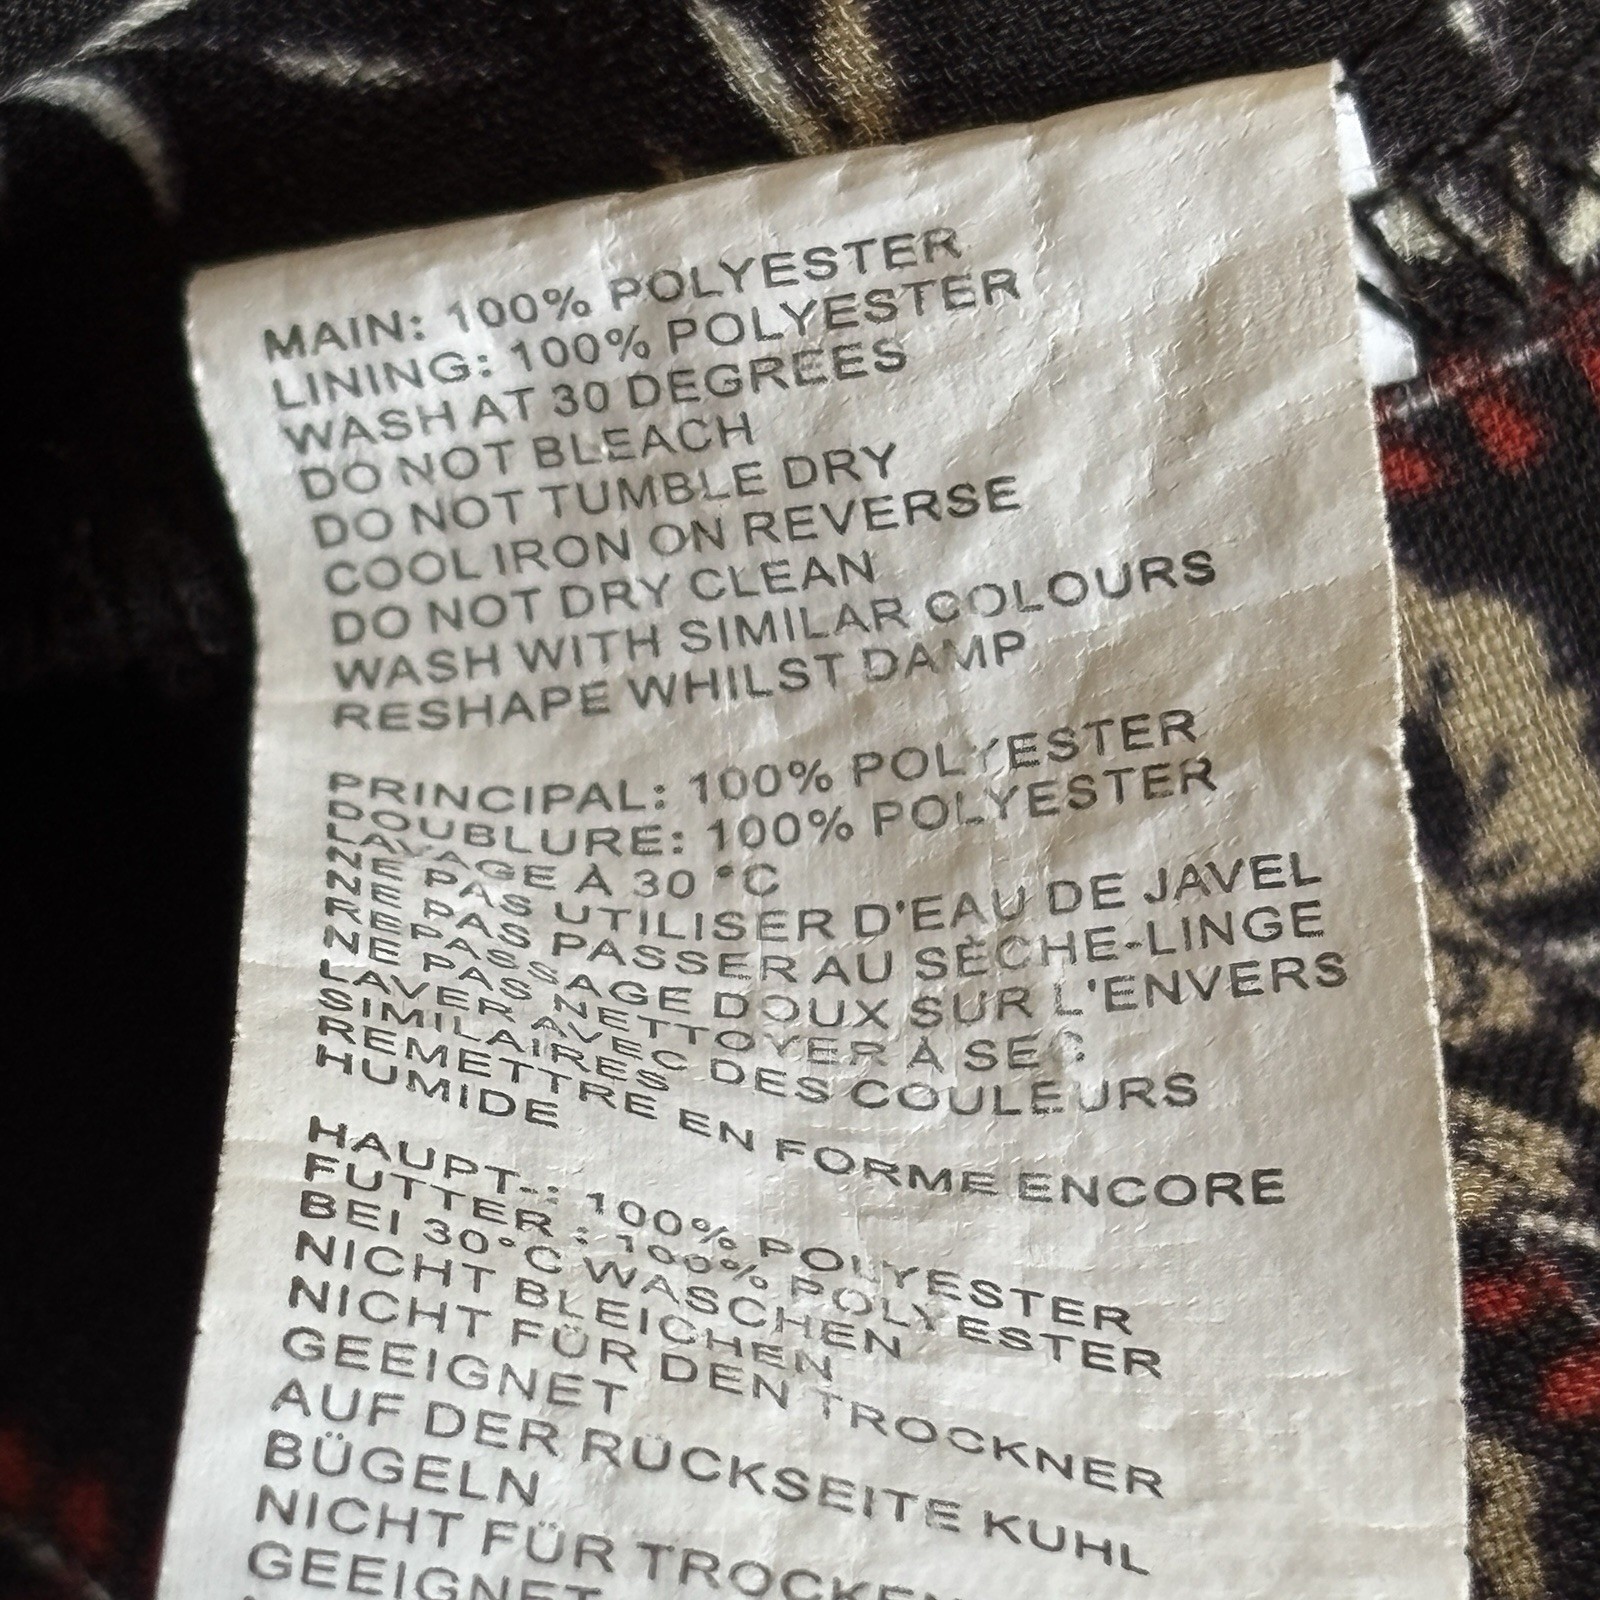 MAIN: 100% POLYESTER
LINING: 100% POLYESTER
WASH AT 30 DEGREES
DO NOT BLEACH
DO NOT TUMBLE DRY
COOL IRON ON REVERSE
DO NOT DRY CLEAN
WASH WITH SIMILAR COLOURS
RESHAPE WHILST DAMP
PRINCIPAL: 100% POLYESTER
DOUBLURE: 100% POLYESTER
LAVAGE A 30 °C
NE PAS UTILISER D'EAU DE JAVEL
NE PAS PASSER AU SÈCHE-LINGE
REPASSAGE DOUX SUR L'ENVERS
NE PAS NETTOYER À SEC
LAVER AVEC DES COULEURS
SIMILAIRES
REMETTRE EN FORME ENCORE
HUMIDE
HAUPT-: 100% POLYESTER
FUTTER : 100% POLYESTER
BEI 30°C WASCHEN
NICHT BLEICHEN
NICHT FÜR DEN TROCKNER
GEEIGNET
AUF DER RÜCKSEITE KUHL
BÜGELN
NICHT FÜR
GEEIGNET